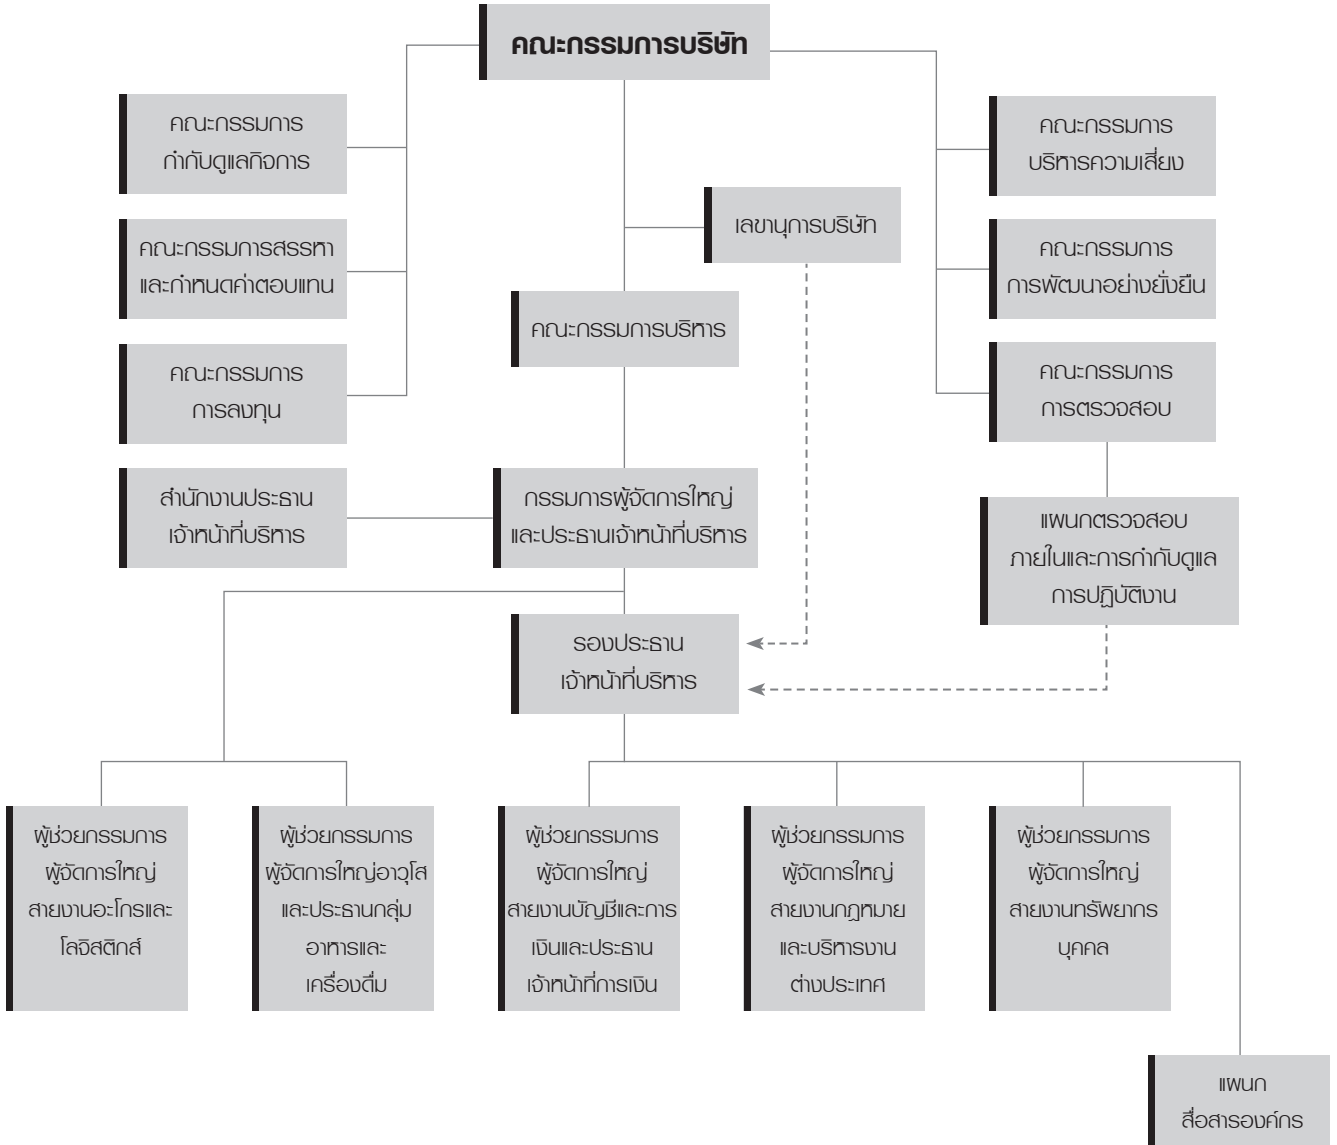 คณะกรรมการบริษัท
คณะกรรมการ
กำกับดูแลกิจการ
คณะกรรมการ
บริหารความเสี่ยง
เลขานุการบริษัท
คณะกรรมการสรรหา
และกำหนดค่าตอบแทน
คณะกรรมการ
การพัฒนาอย่างยั่งยืน
คณะกรรมการบริหาร
คณะกรรมการ
การลงทุน
คณะกรรมการ
การตรวจสอบ
สำนักงานประธาน
เจ้าหน้าที่บริหาร
กรรมการผู้จัดการใหญ่
และประธานเจ้าหน้าที่บริหาร
แผนกตรวจสอบ
ภายในและการกำกับดูแล
การปฏิบัติงาน
รองประธาน
เจ้าหน้าที่บริหาร
ผู้ช่วยกรรมการ
ผู้จัดการใหญ่
สายงานอะโกรและ
โลจิสติกส์
ผู้ช่วยกรรมการ
ผู้จัดการใหญ่อาวุโส
และประธานกลุ่ม
อาหารและ
เครื่องดื่ม
ผู้ช่วยกรรมการ
ผู้จัดการใหญ่
สายงานบัญชีและการ
เงินและประธาน
เจ้าหน้าที่การเงิน
ผู้ช่วยกรรมการ
ผู้จัดการใหญ่
สายงานกฎหมาย
และบริหารงาน
ต่างประเทศ
ผู้ช่วยกรรมการ
ผู้จัดการใหญ่
สายงานทรัพยากร
บุคคล
แผนก
สื่อสารองค์กร